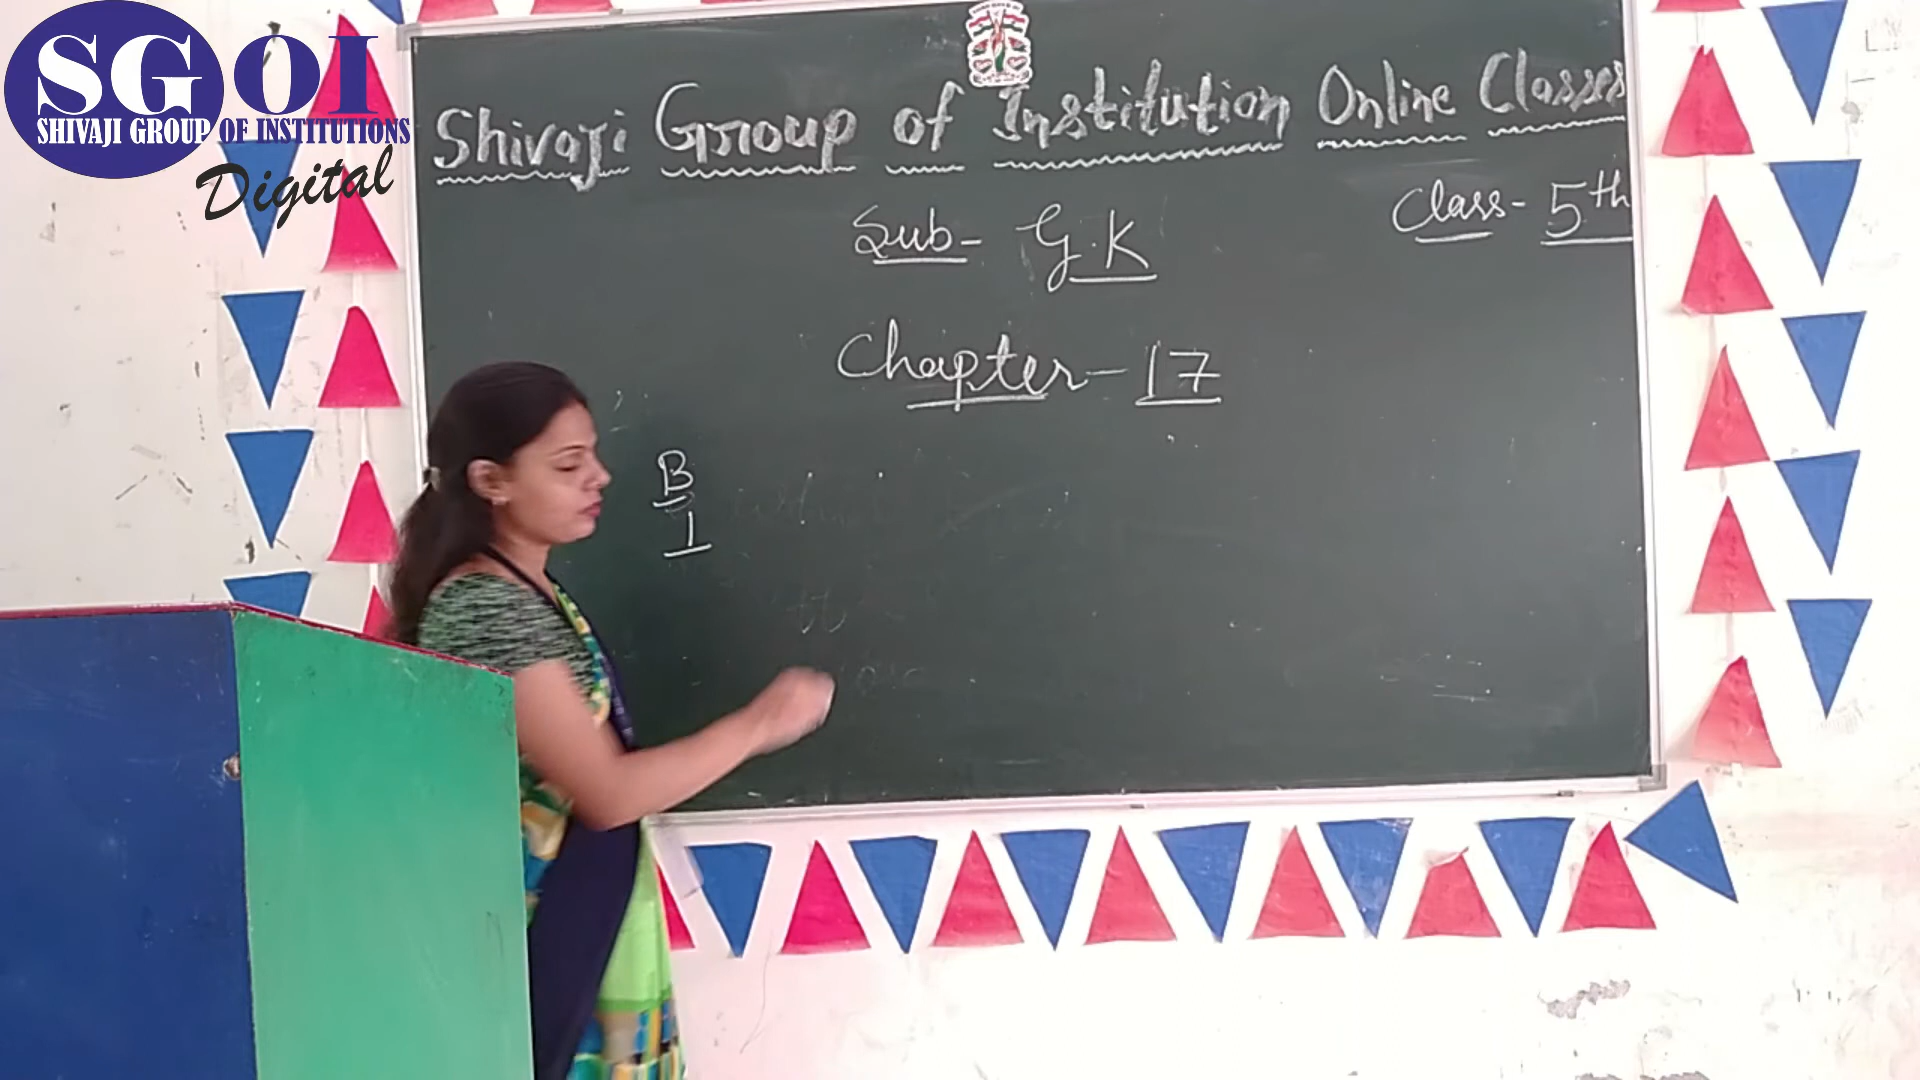 SGOI
SHIVAJI GROUP OF INSTITUTIONS
Digital
Shivaji Group of Institution Online Classes
Class- 5th
Sub- G.K
Chapter-17
B
1